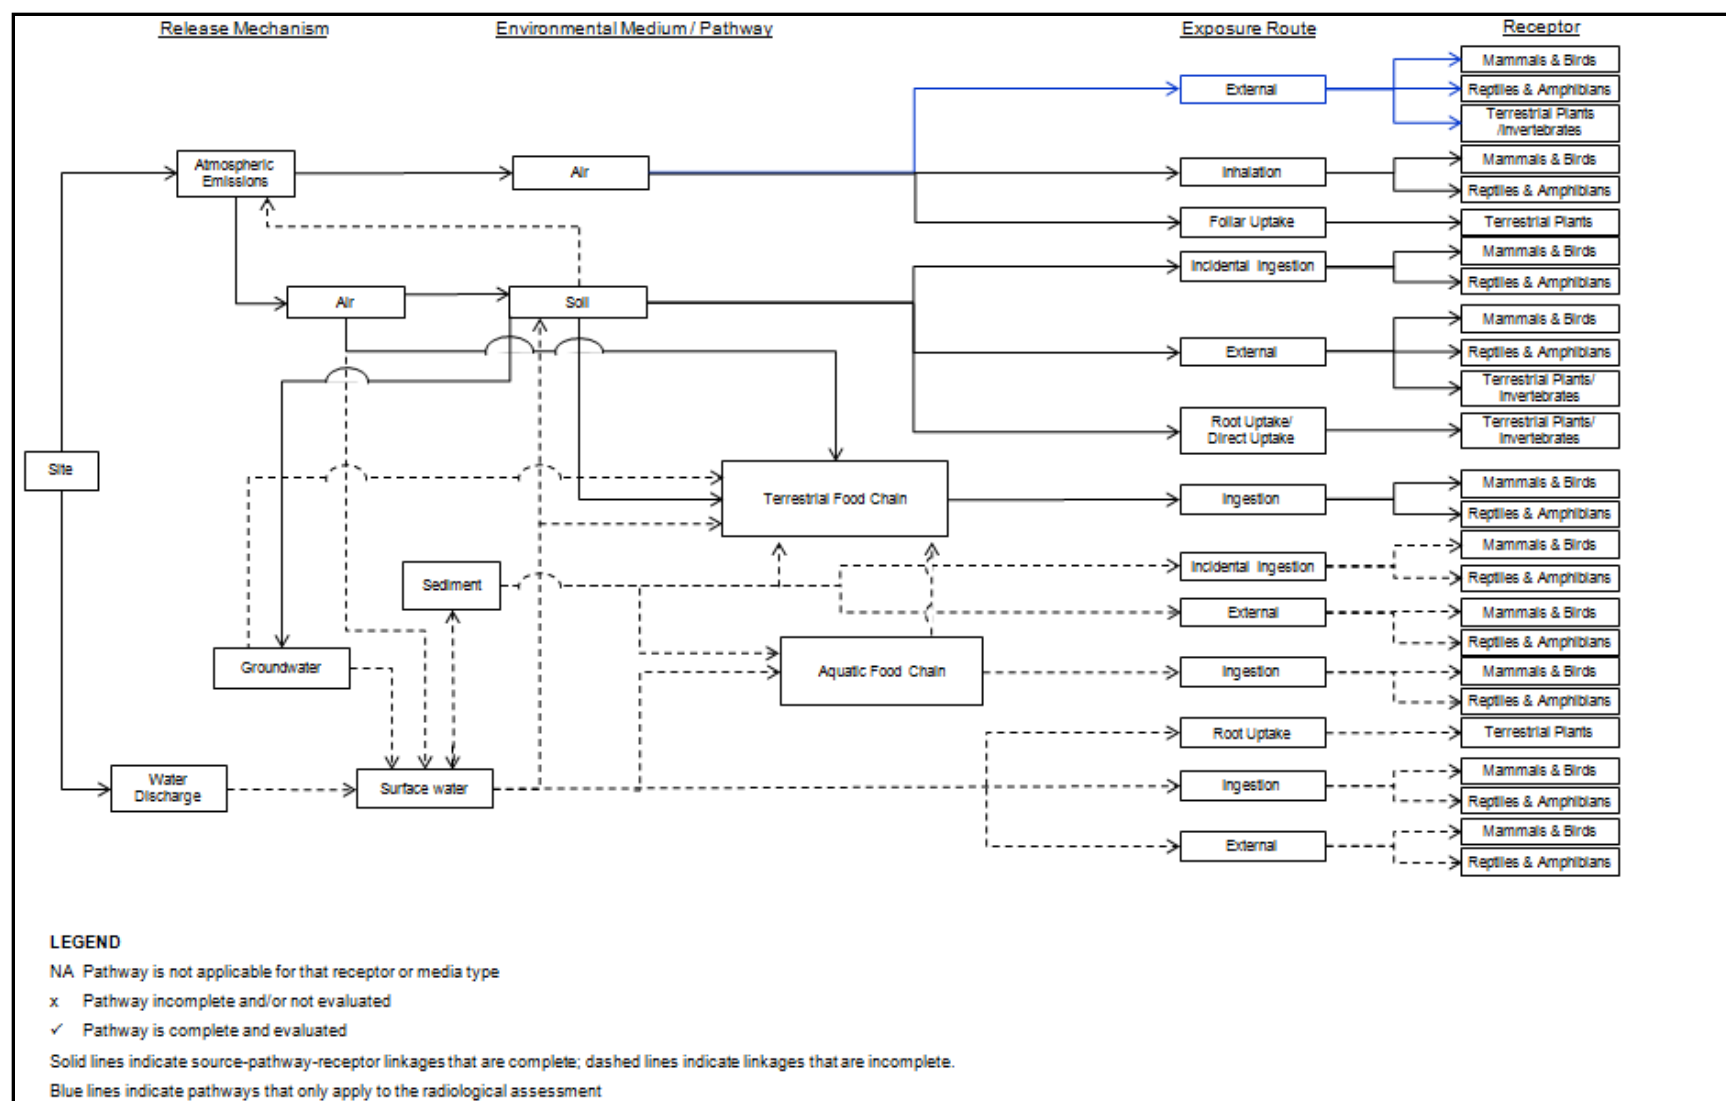 Release Mechanism
Environmental Medium / Pathway
Exposure Route
Receptor
Mammals & Birds
External
Reptiles & Amphibians
Terrestrial Plants
/Invertebrates
Atmospheric
Emissions
Air
Inhalation
Mammals & Birds
Reptiles & Amphibians
Foliar Uptake
Terrestrial Plants
Incidental Ingestion
Mammals & Birds
Reptiles & Amphibians
Air
Soil
Mammals & Birds
External
Reptiles & Amphibians
Terrestrial Plants/
Invertebrates
Root Uptake/
Direct Uptake
Terrestrial Plants/
Invertebrates
Site
Terrestrial Food Chain
Ingestion
Mammals & Birds
Reptiles & Amphibians
Sediment
Incidental Ingestion
Mammals & Birds
Reptiles & Amphibians
External
Mammals & Birds
Reptiles & Amphibians
Groundwater
Aquatic Food Chain
Ingestion
Mammals & Birds
Reptiles & Amphibians
Root Uptake
Terrestrial Plants
Water
Discharge
Surface water
Ingestion
Mammals & Birds
Reptiles & Amphibians
External
Mammals & Birds
Reptiles & Amphibians
LEGEND
NA Pathway is not applicable for that receptor or media type
x Pathway incomplete and/or not evaluated
✓ Pathway is complete and evaluated
Solid lines indicate source-pathway-receptor linkages that are complete; dashed lines indicate linkages that are incomplete.
Blue lines indicate pathways that only apply to the radiological assessment